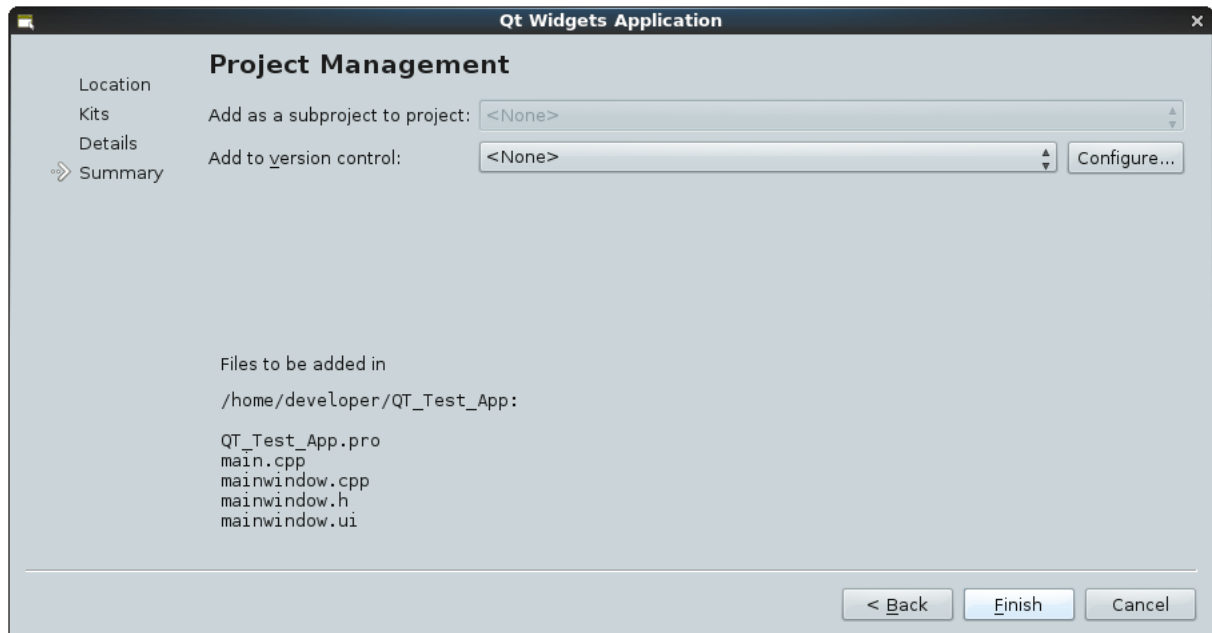 Qt Widgets Application
Project Management
Location
Kits
Details
Summary
Add as a subproject to project: <None>
Add to version control: <None> Configure...
Files to be added in
/home/developer/QT_Test_App:
QT_Test_App.pro
main.cpp
mainwindow.cpp
mainwindow.h
mainwindow.ui
< Back Finish Cancel